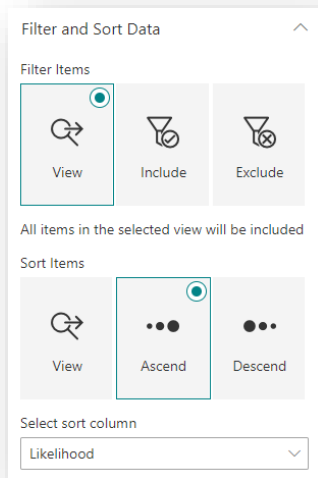 Filter and Sort Data
Filter Items
View Include Exclude
All items in the selected view will be included
Sort Items
View Ascend Descend
Select sort column
Likelihood